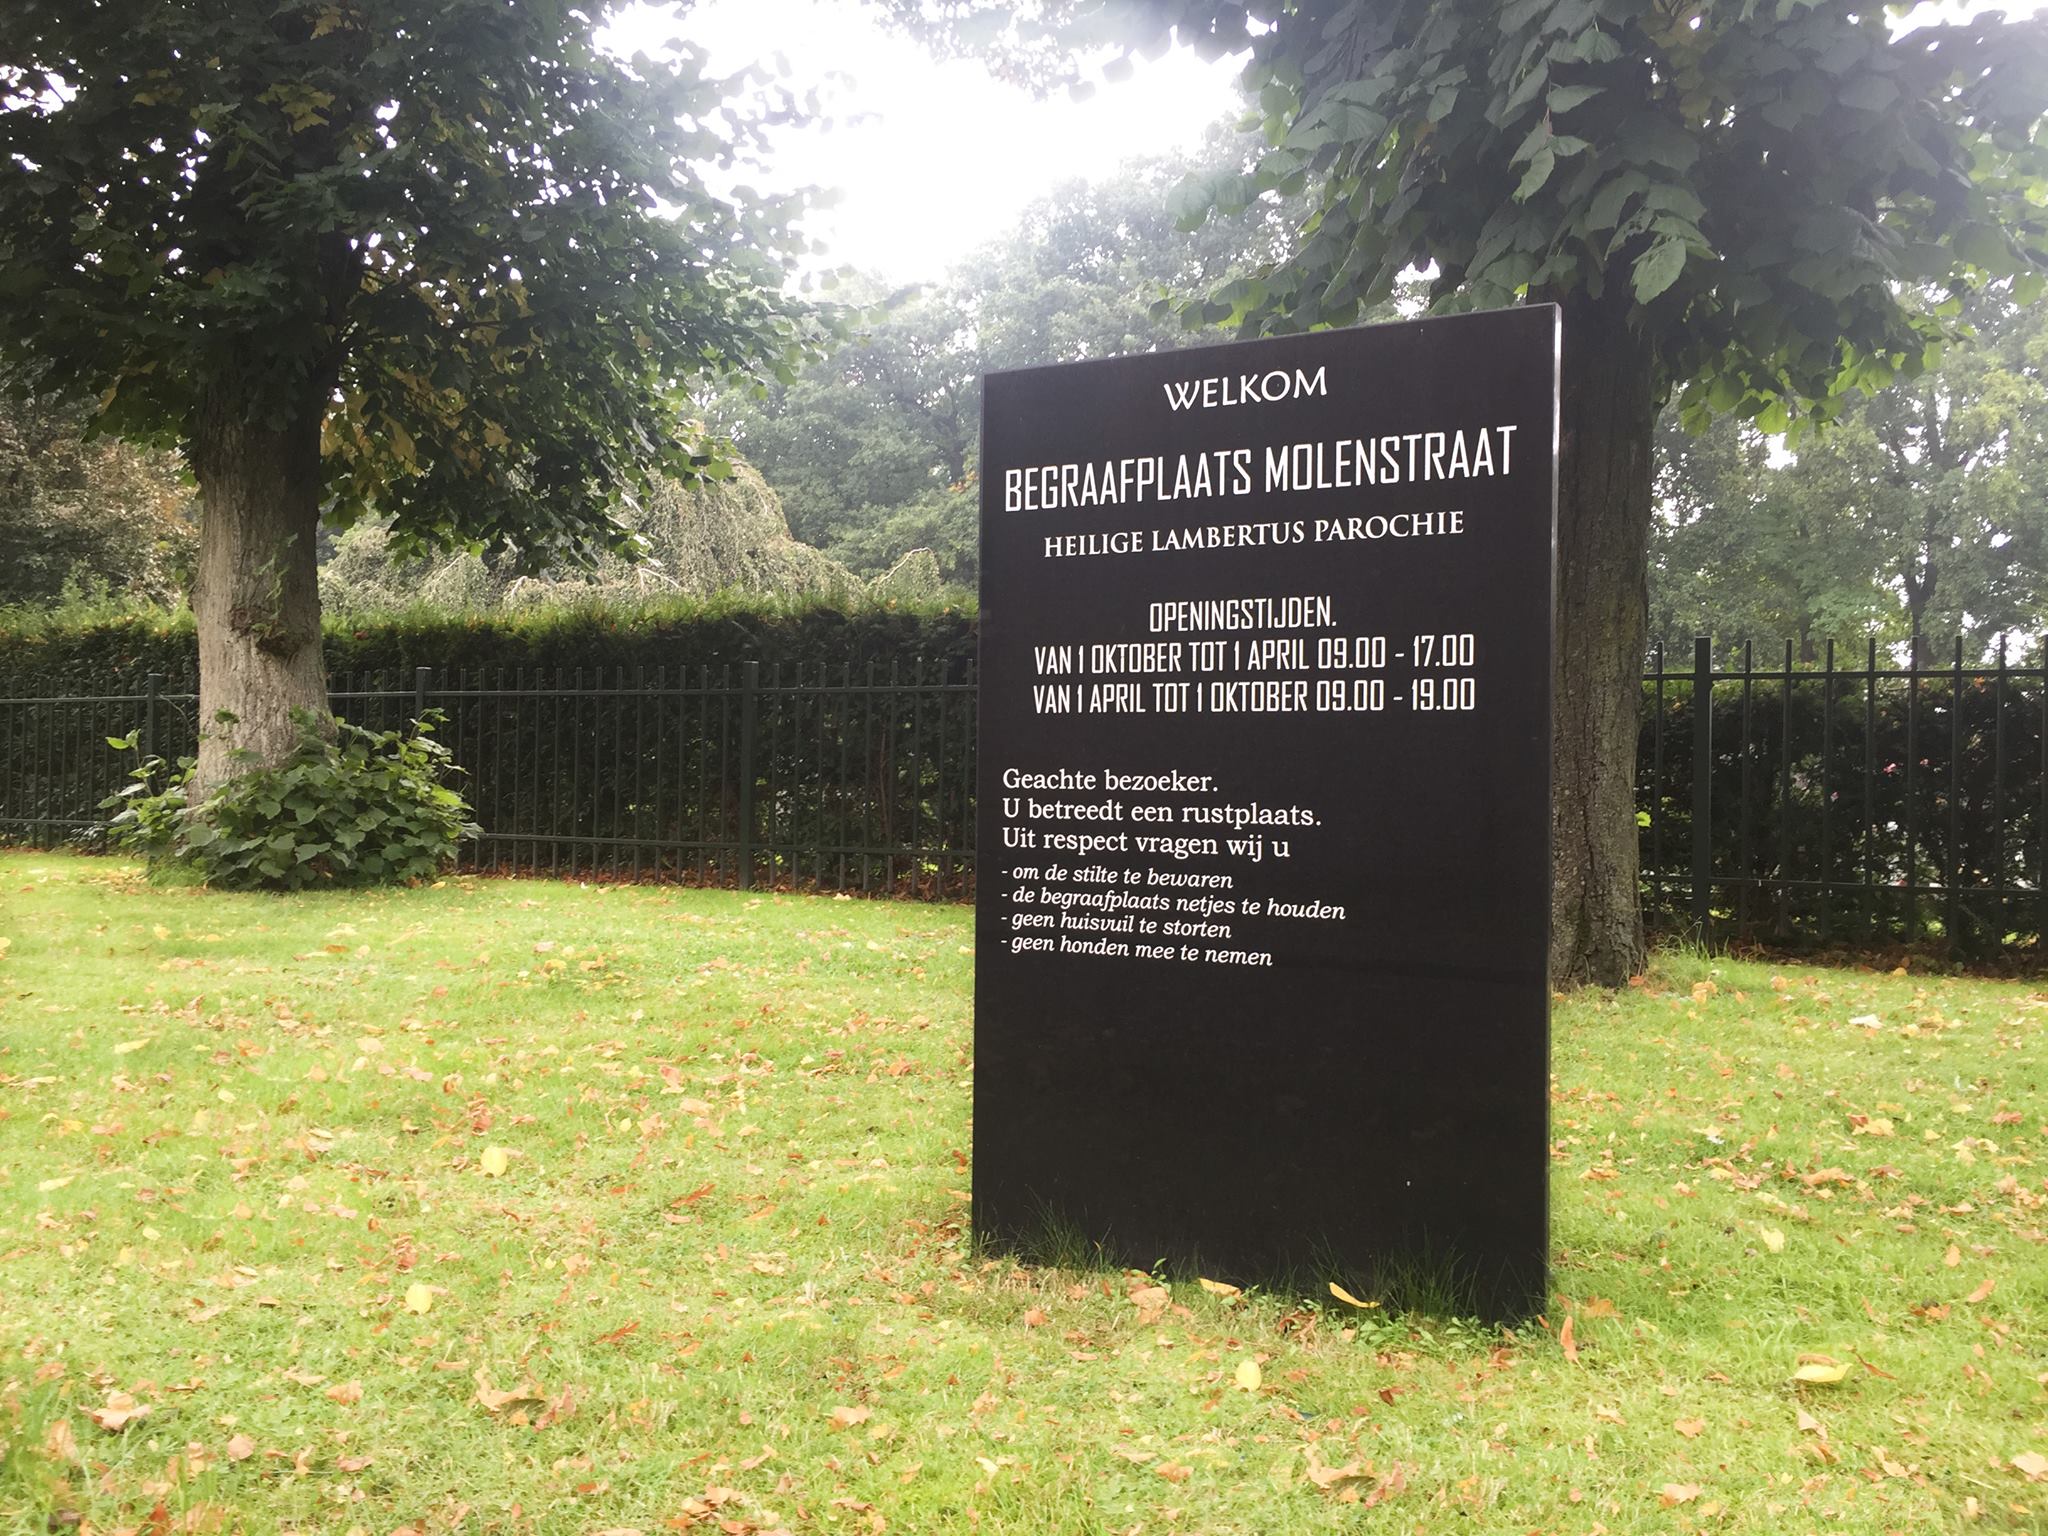 WELKOM
BEGRAAFPLAATS MOLENSTRAAT
HEILIGE LAMBERTUS PAROCHIE
OPENINGSTIJDEN.
VAN 1 OKTOBER TOT 1 APRIL 09.00 - 17.00
VAN 1 APRIL TOT 1 OKTOBER 09.00 - 19.00
Geachte bezoeker.
U betreedt een rustplaats.
Uit respect vragen wij u
- om de stilte te bewaren
- de begraafplaats netjes te houden
- geen huisvuil te storten
- geen honden mee te nemen